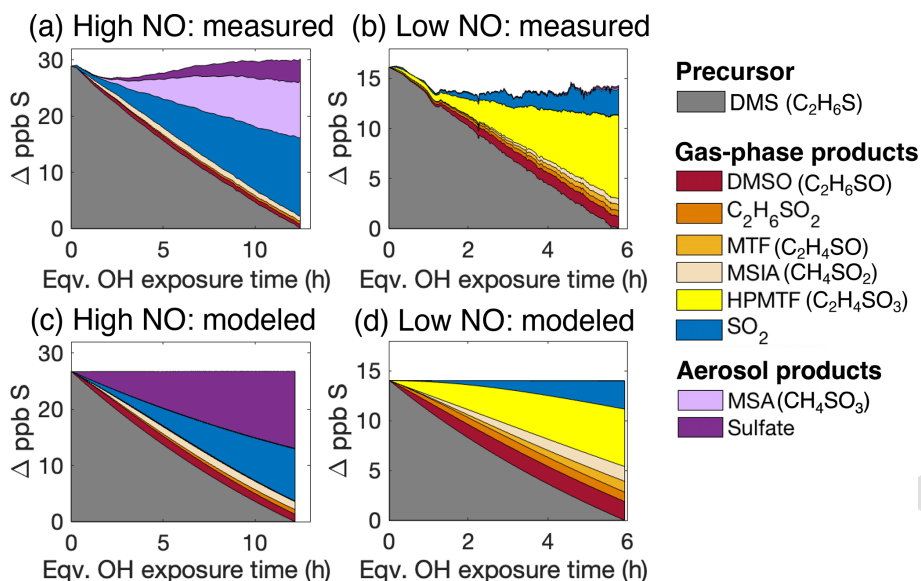 (a) High NO: measured
(b) Low NO: measured
Δ ppb S
30
20
10
0
0
5
10
Eqv. OH exposure time (h)
Δ ppb S
15
10
5
0
0
2
4
6
Eqv. OH exposure time (h)
(c) High NO: modeled
(d) Low NO: modeled
Δ ppb S
30
20
10
0
0
5
10
Eqv. OH exposure time (h)
Δ ppb S
15
10
5
0
0
2
4
6
Eqv. OH exposure time (h)
Precursor
DMS (C₂H₆S)
Gas-phase products
DMSO (C₂H₆SO)
C₂H₆SO₂
MTF (C₂H₄SO)
MSIA (CH₄SO₂)
HPMTF (C₂H₄SO₃)
SO₂
Aerosol products
MSA (CH₄SO₃)
Sulfate